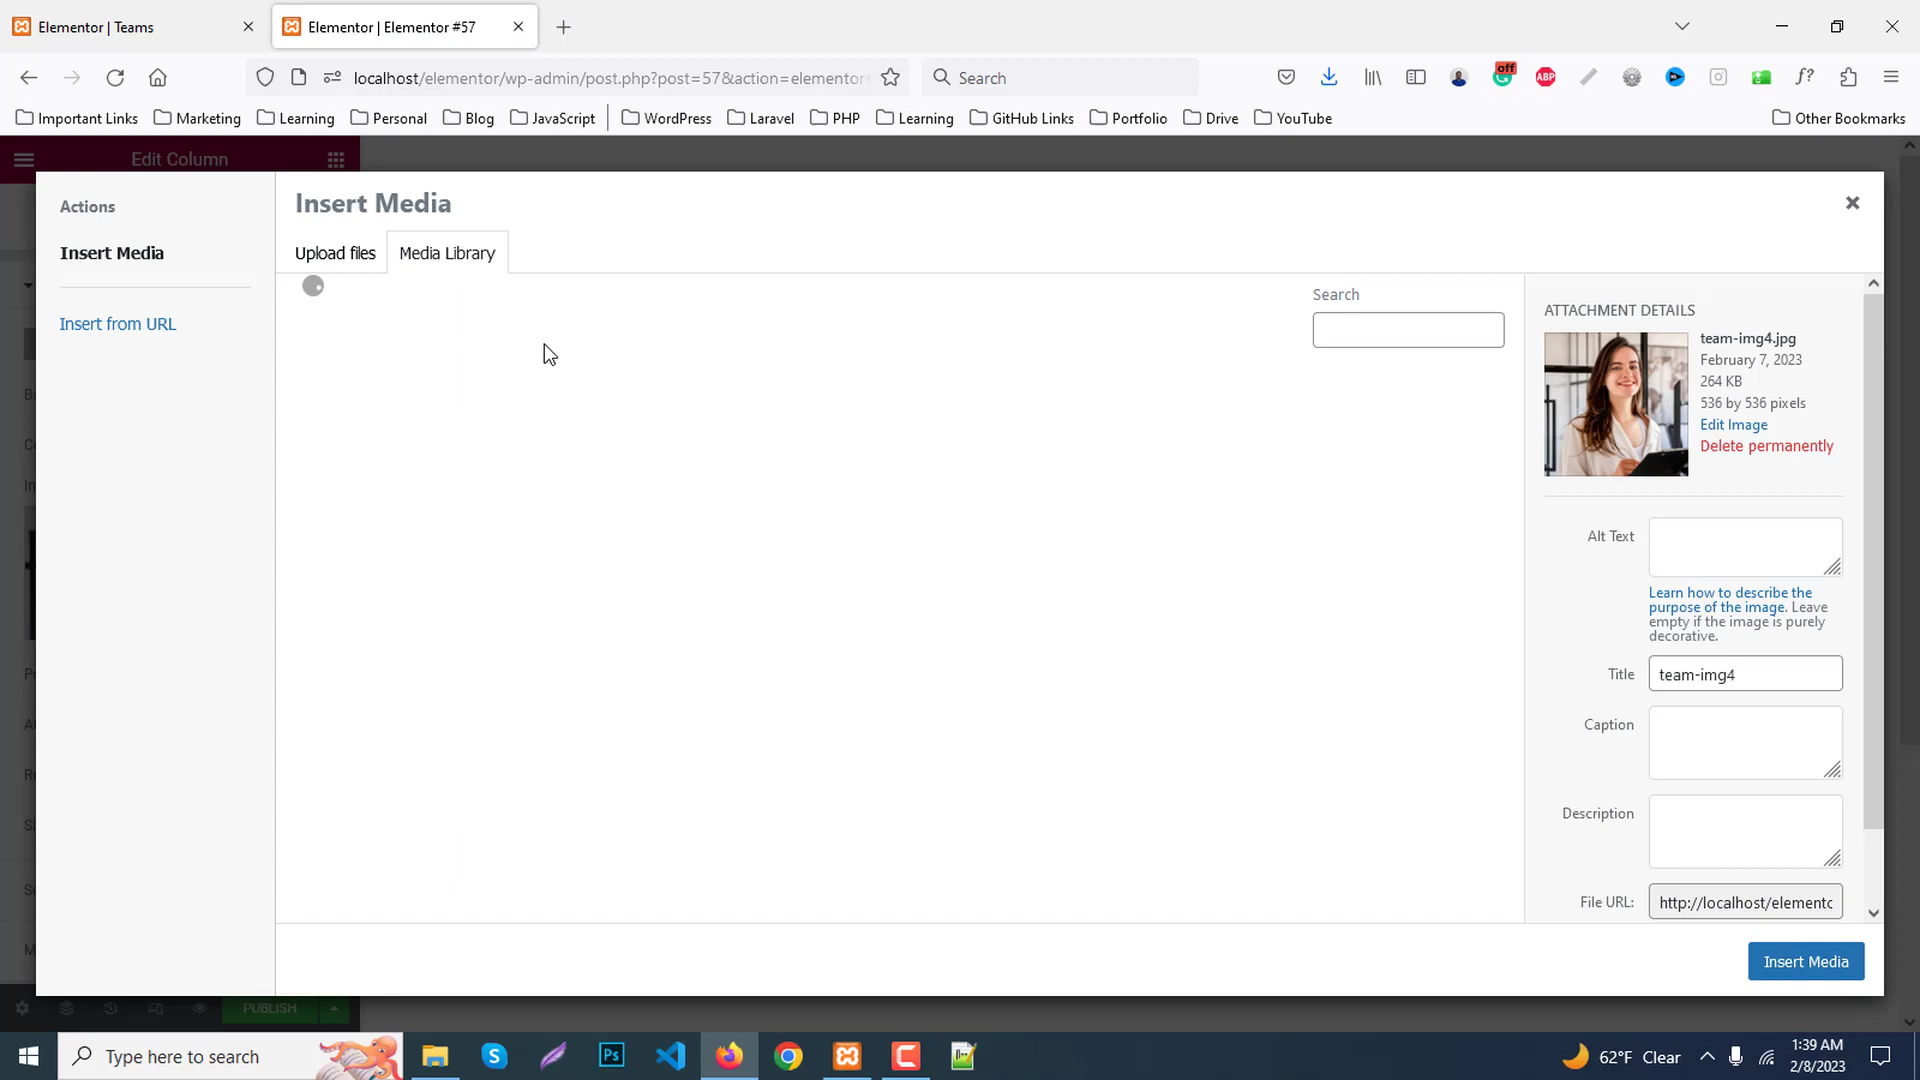 Elementor | Teams
Elementor | Elementor #57
localhost/elementor/wp-admin/post.php?post=57&action=elementor
Search
off
ABP
f?
Important Links
Marketing
Learning
Personal
Blog
JavaScript
WordPress
Laravel
PHP
Learning
GitHub Links
Portfolio
Drive
YouTube
Other Bookmarks
Edit Column
Actions
Insert Media
Insert from URL
Insert Media
Upload files
Media Library
Search
ATTACHMENT DETAILS
team-img4.jpg
February 7, 2023
264 KB
536 by 536 pixels
Edit Image
Delete permanently
Alt Text
Learn how to describe the
purpose of the image. Leave
empty if the image is purely
decorative.
Title
team-img4
Caption
Description
File URL:
http://localhost/elemento
Insert Media
PUBLISH
Type here to search
Ps
62°F Clear
1:39 AM
2/8/2023